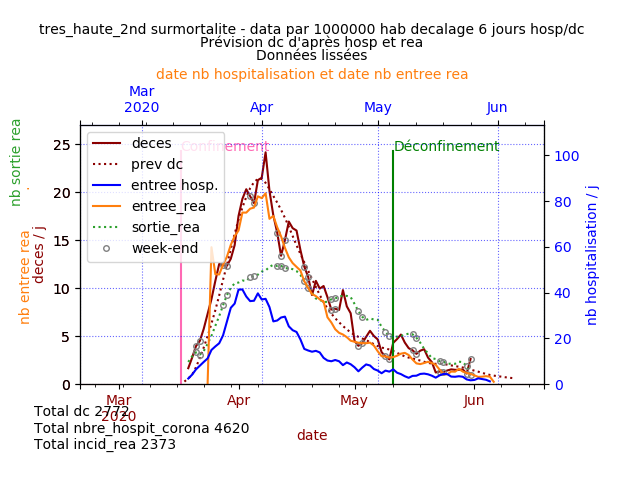 tres_haute_2nd surmortalite - data par 1000000 hab decalage 6 jours hosp/dc
Prévision dc d'après hosp et rea
Données lissées
date nb hospitalisation et date nb entree rea
Mar
2020
Apr
May
Jun
nb sortie rea
.
nb entree rea
deces / j
nb hospitalisation / j
25
20
15
10
5
0
100
80
60
40
20
0
deces
prev dc
entree hosp.
entree_rea
sortie_rea
week-end
Confinement
Déconfinement
Mar
2020
Apr
May
Jun
date
Total dc 2772
Total nbre_hospit_corona 4620
Total incid_rea 2373